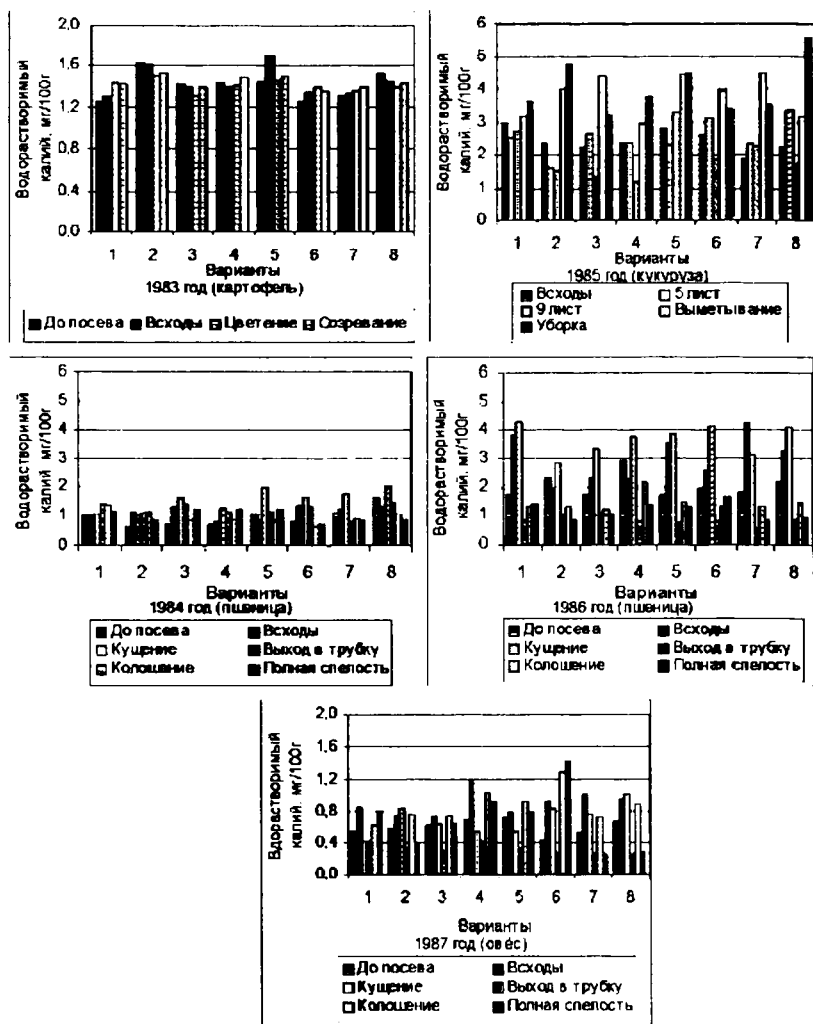 Водорастворимый
калий. мг/100г
2,0
1,6
1,2
0,8
0,4
0,0
1 2 3 4 5 6 7 8
Варианты
1983 год (картофель)
До посева Всходы Цветение Созревание
Водорастворимый
калий. мг/100г
6
5
4
3
2
1
0
1 2 3 4 5 6 7 8
Варианты
1985 год (кукуруза)
Всходы 5 лист
9 лист Выметывание
Уборка
Водорастворимый
калий. мг/100г
6
5
4
3
2
1
0
1 2 3 4 5 6 7 8
Варианты
1984 год (пшеница)
До посева Всходы
Кущение Выход в трубку
Колошение Полная спелость
Водорастворимый
калий. мг/100г
6
5
4
3
2
1
0
1 2 3 4 5 6 7 8
Варианты
1986 год (пшеница)
До посева Всходы
Кущение Выход в трубку
Колошение Полная спелость
Вдорастворимый
калий. мг/100г
2,0
1,6
1,2
0,8
0,4
0,0
1 2 3 4 5 6 7 8
Варианты
1987 год (овёс)
До посева Всходы
Кущение Выход в трубку
Колошение Полная спелость